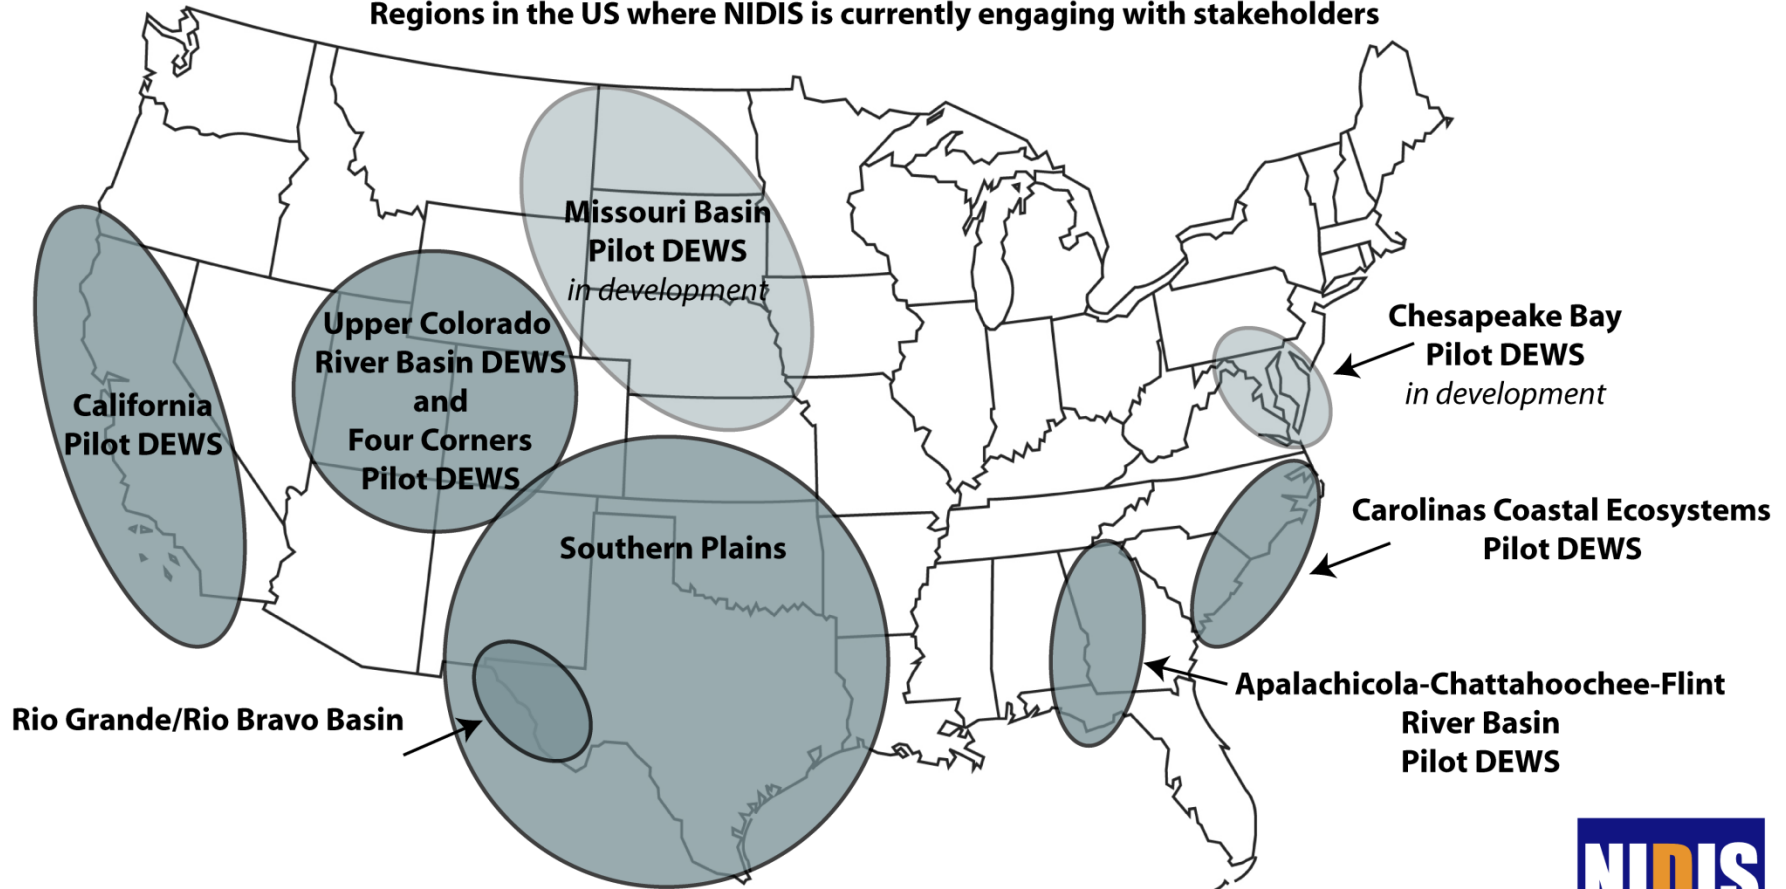 Regions in the US where NIDIS is currently engaging with stakeholders
Missouri Basin
Pilot DEWS
in development
Upper Colorado
River Basin DEWS
and
Four Corners
Pilot DEWS
California
Pilot DEWS
Chesapeake Bay
Pilot DEWS
in development
Southern Plains
Carolinas Coastal Ecosystems
Pilot DEWS
Rio Grande/Rio Bravo Basin
Apalachicola-Chattahoochee-Flint
River Basin
Pilot DEWS
NIDIS